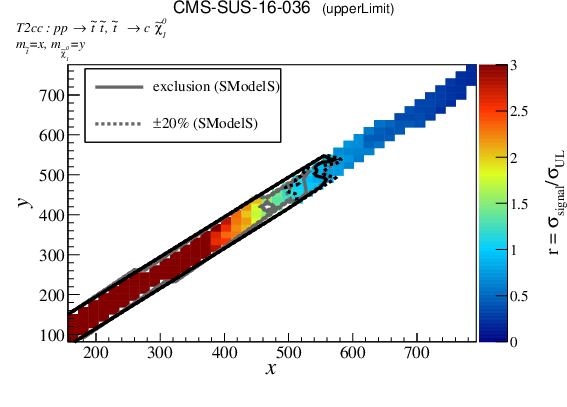 CMS-SUS-16-036 (upperLimit)
T2cc : pp → t̃ t̃, t̃ → c χ̃₁⁰
m_t̃=x, m_χ̃₁⁰=y
exclusion (SModelS)
±20% (SModelS)
700
600
500
400
300
200
100
y
200 300 400 500 600 700
x
3
2.5
2
1.5
1
0.5
0
r = σ_signal/σ_UL